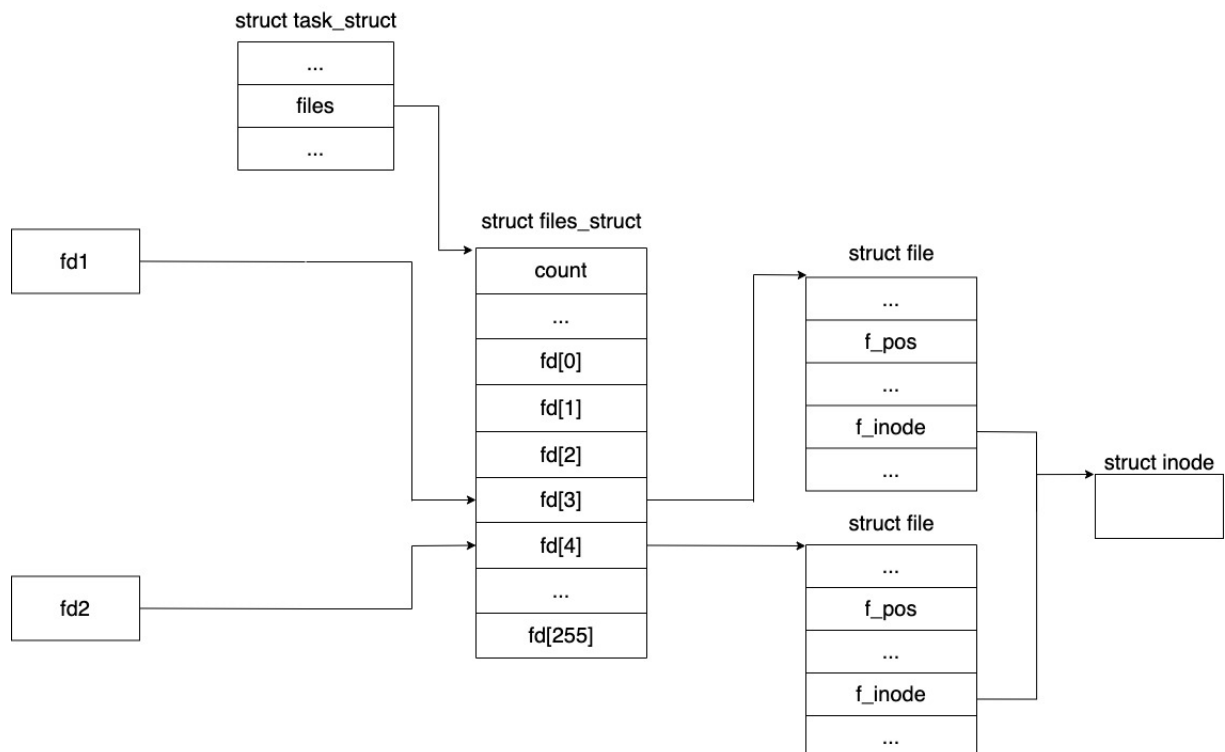 struct task_struct
...
files
...
fd1
fd2
struct files_struct
count
...
fd[0]
fd[1]
fd[2]
fd[3]
fd[4]
...
fd[255]
struct file
...
f_pos
...
f_inode
...
struct file
...
f_pos
...
f_inode
...
struct inode